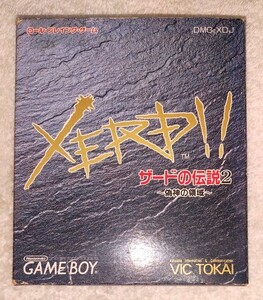 ロールプレイング・ゲーム
DMG-XDJ
XERD!!
TM
ザードの伝説2
~偽神の領域~
Nintendo
GAME BOY
VIC TOKAI